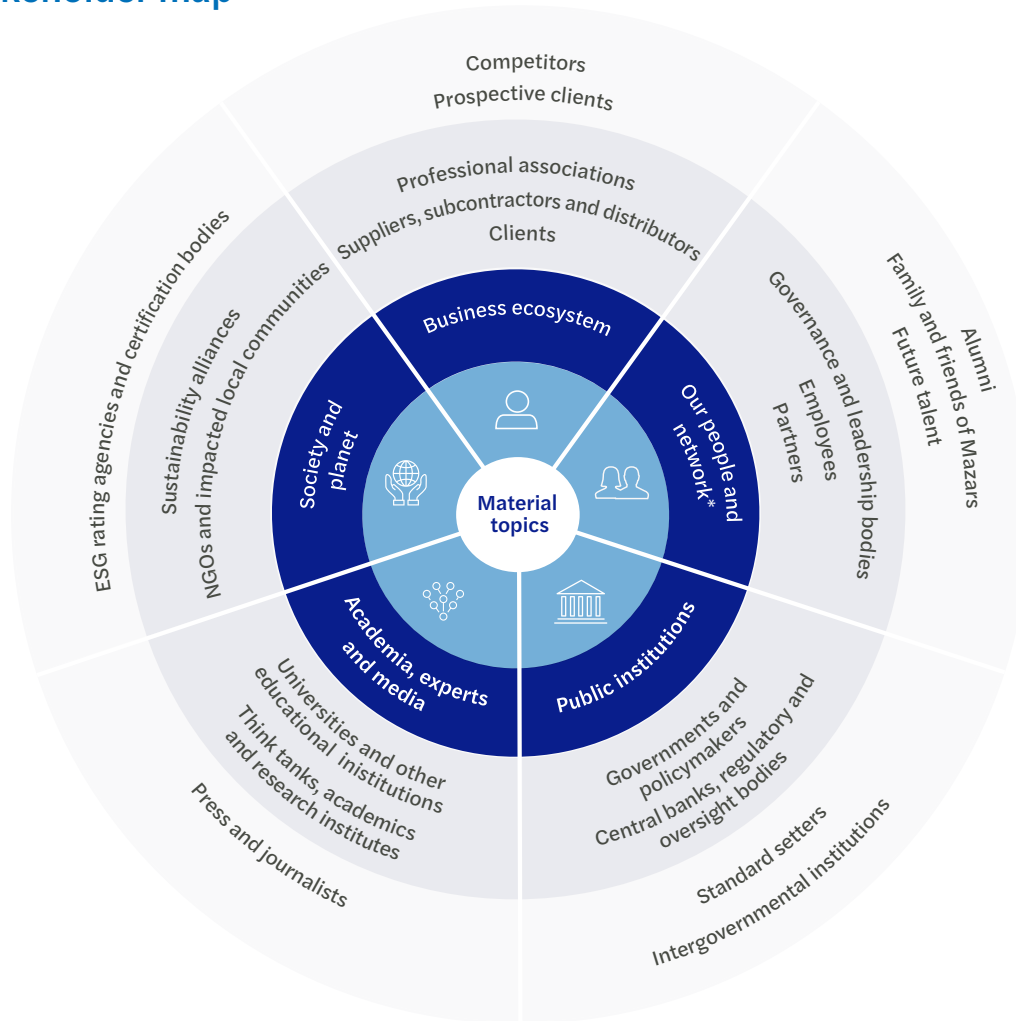 keholder map
Competitors
Prospective clients
Professional associations
Suppliers, subcontractors and distributors
Clients
Business ecosystem
Alumni
Family and friends of Mazars
Future talent
Governance and leadership bodies
Employees
Partners
Our people and
network*
Material
topics
Society and
planet
Sustainability alliances
NGOs and impacted local communities
ESG rating agencies and certification bodies
Academia, experts
and media
Universities and other
educational inistitutions
Think tanks, academics
and research institutes
Press and journalists
Public institutions
Governments and
policymakers
Central banks, regulatory and
oversight bodies
Standard setters
Intergovernmental institutions